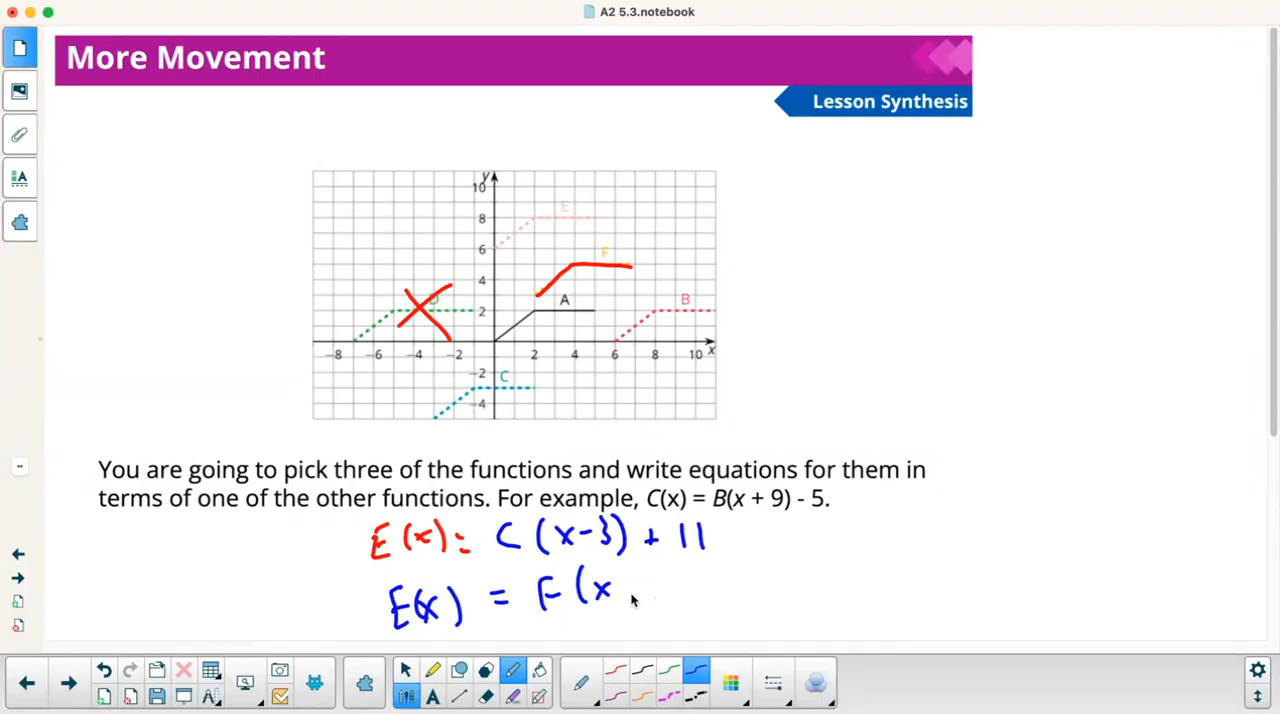 A2 5.3.notebook
More Movement
Lesson Synthesis
y
10
8
6
4
2
-2
-4
-8 -6 -4 -2 2 4 6 8 10 x
E
F
D
A
B
C
You are going to pick three of the functions and write equations for them in
terms of one of the other functions. For example, C(x) = B(x + 9) - 5.
E(x) = C(x-3) + 11
E(x) = F(x